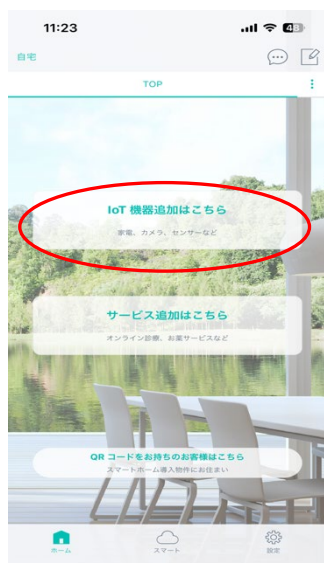 11:23
48
自宅
TOP
IoT 機器追加はこちら
家電、カメラ、センサーなど
サービス追加はこちら
オンライン診療、お薬サービスなど
QR コードをお持ちのお客様はこちら
スマートホーム導入物件にお住まい
ホーム
スマート
設定